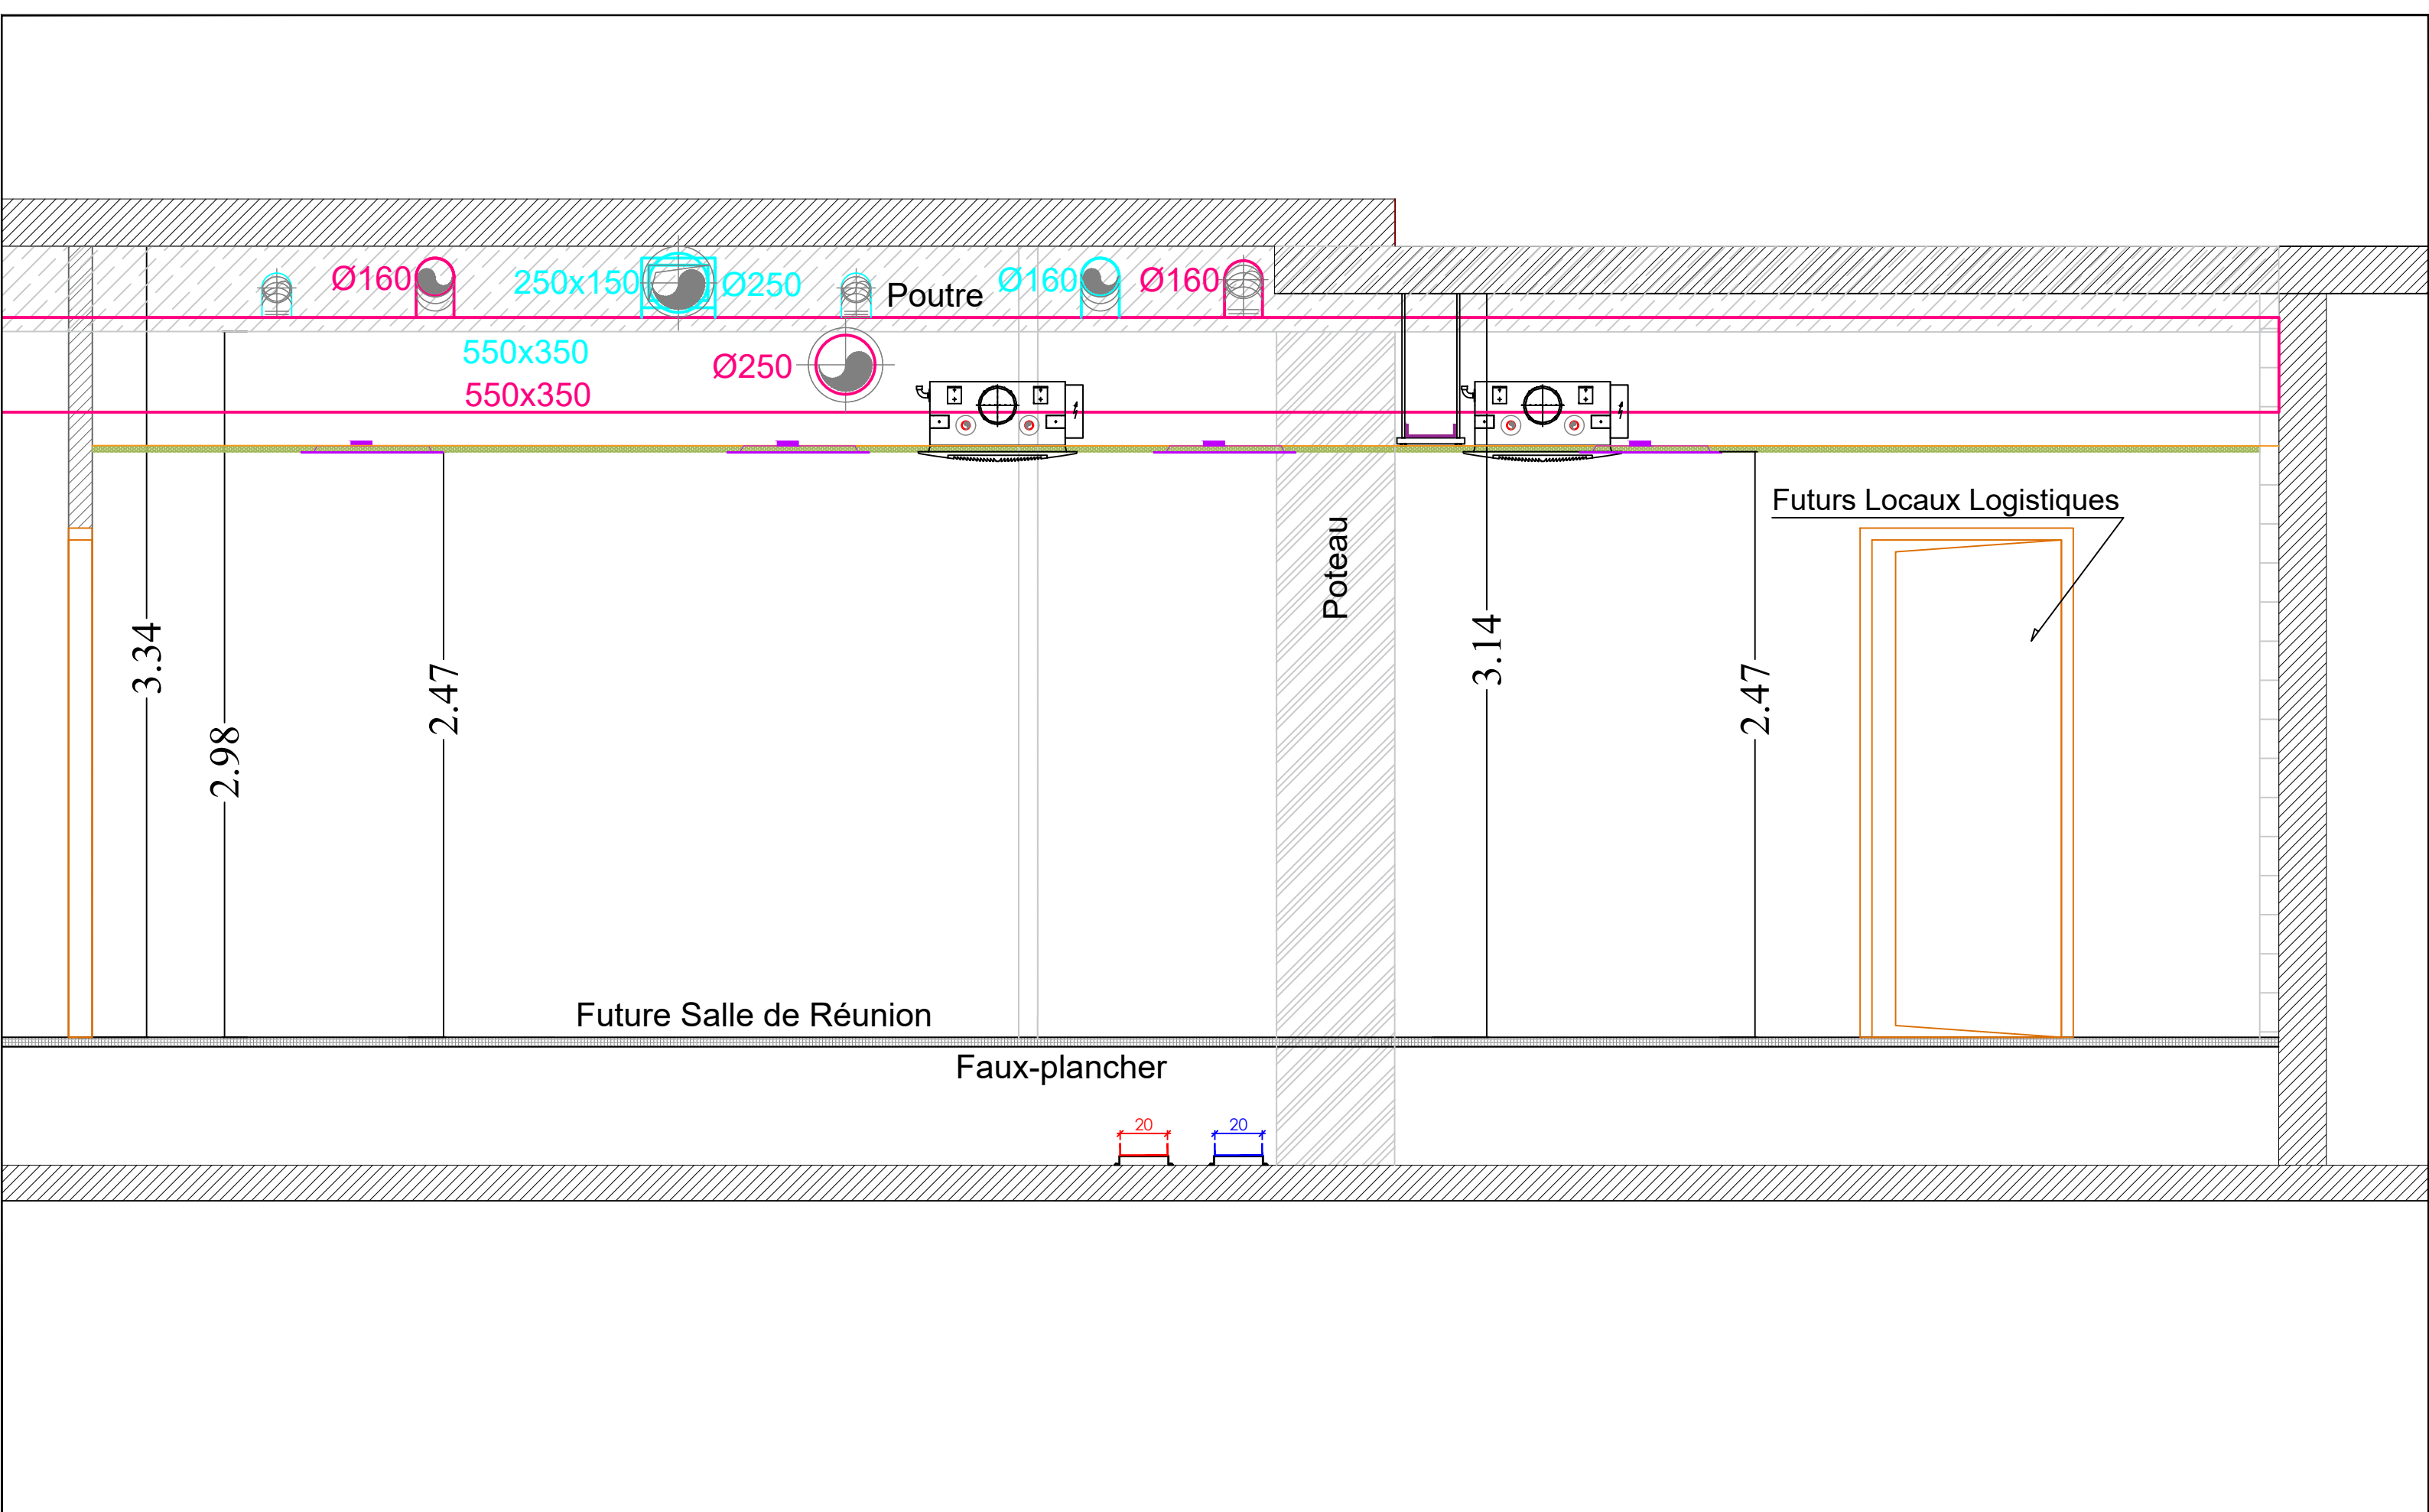 Ø160
250x150
Ø250
Poutre
Ø160
Ø160
550x350
Ø250
550x350
Futurs Locaux Logistiques
Poteau
3.34
2.98
2.47
3.14
2.47
Future Salle de Réunion
Faux-plancher
20
20